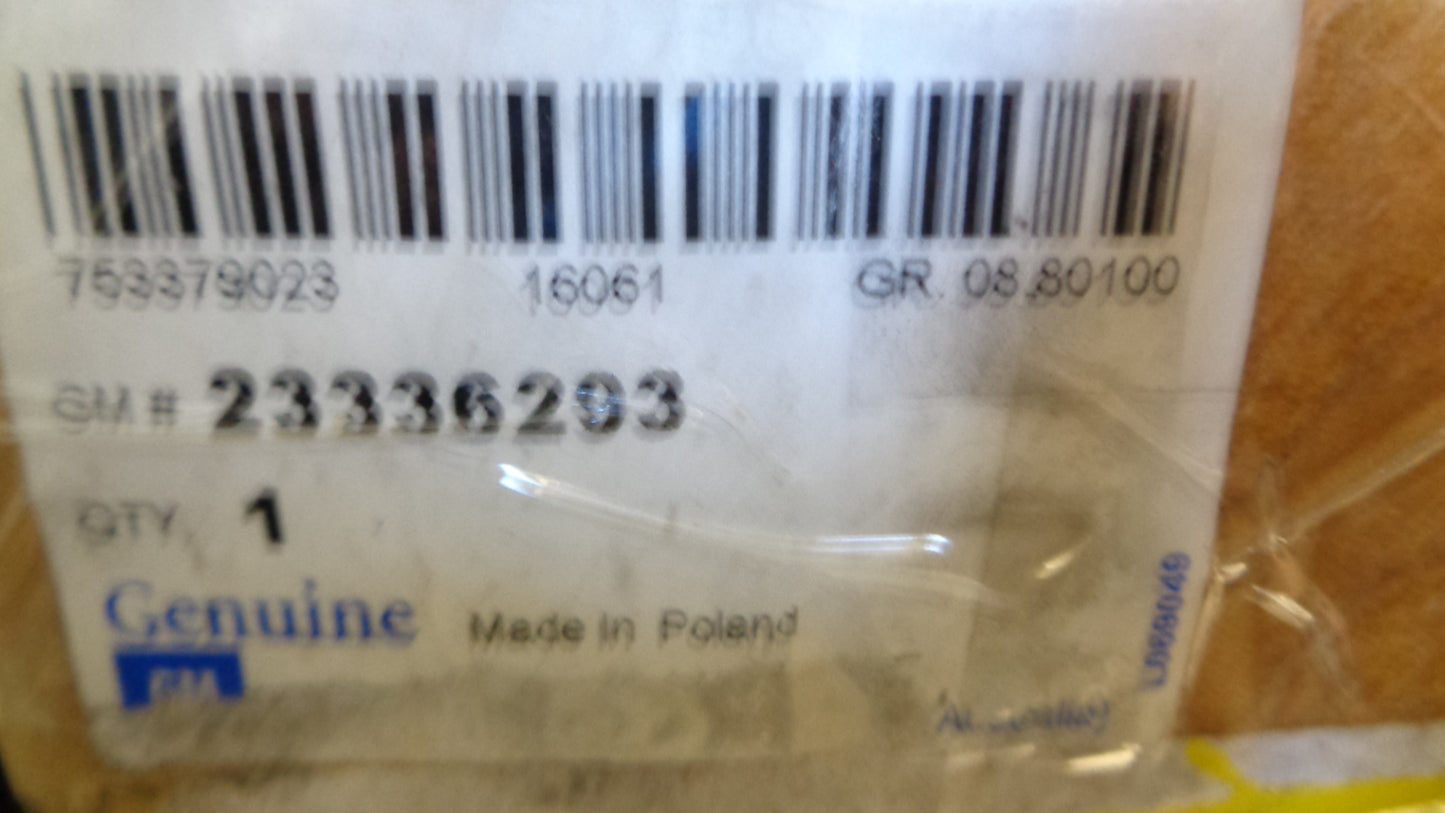 753379023 16061 GR. 08.80100
GM # 23336293
QTY. 1
Genuine Made In Poland
GM